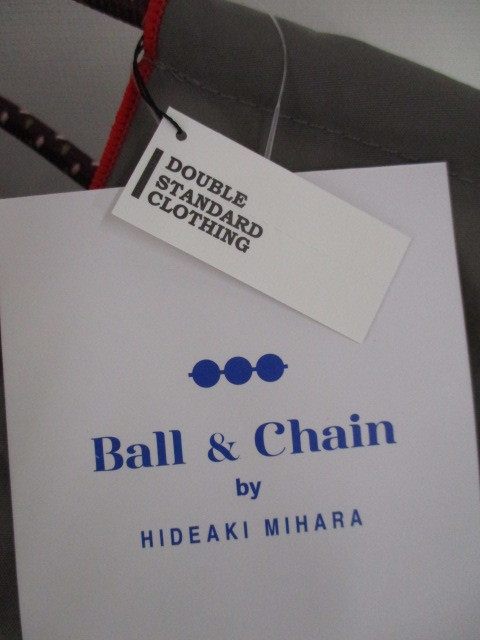 DOUBLE
STANDARD
CLOTHING
Ball & Chain
by
HIDEAKI MIHARA